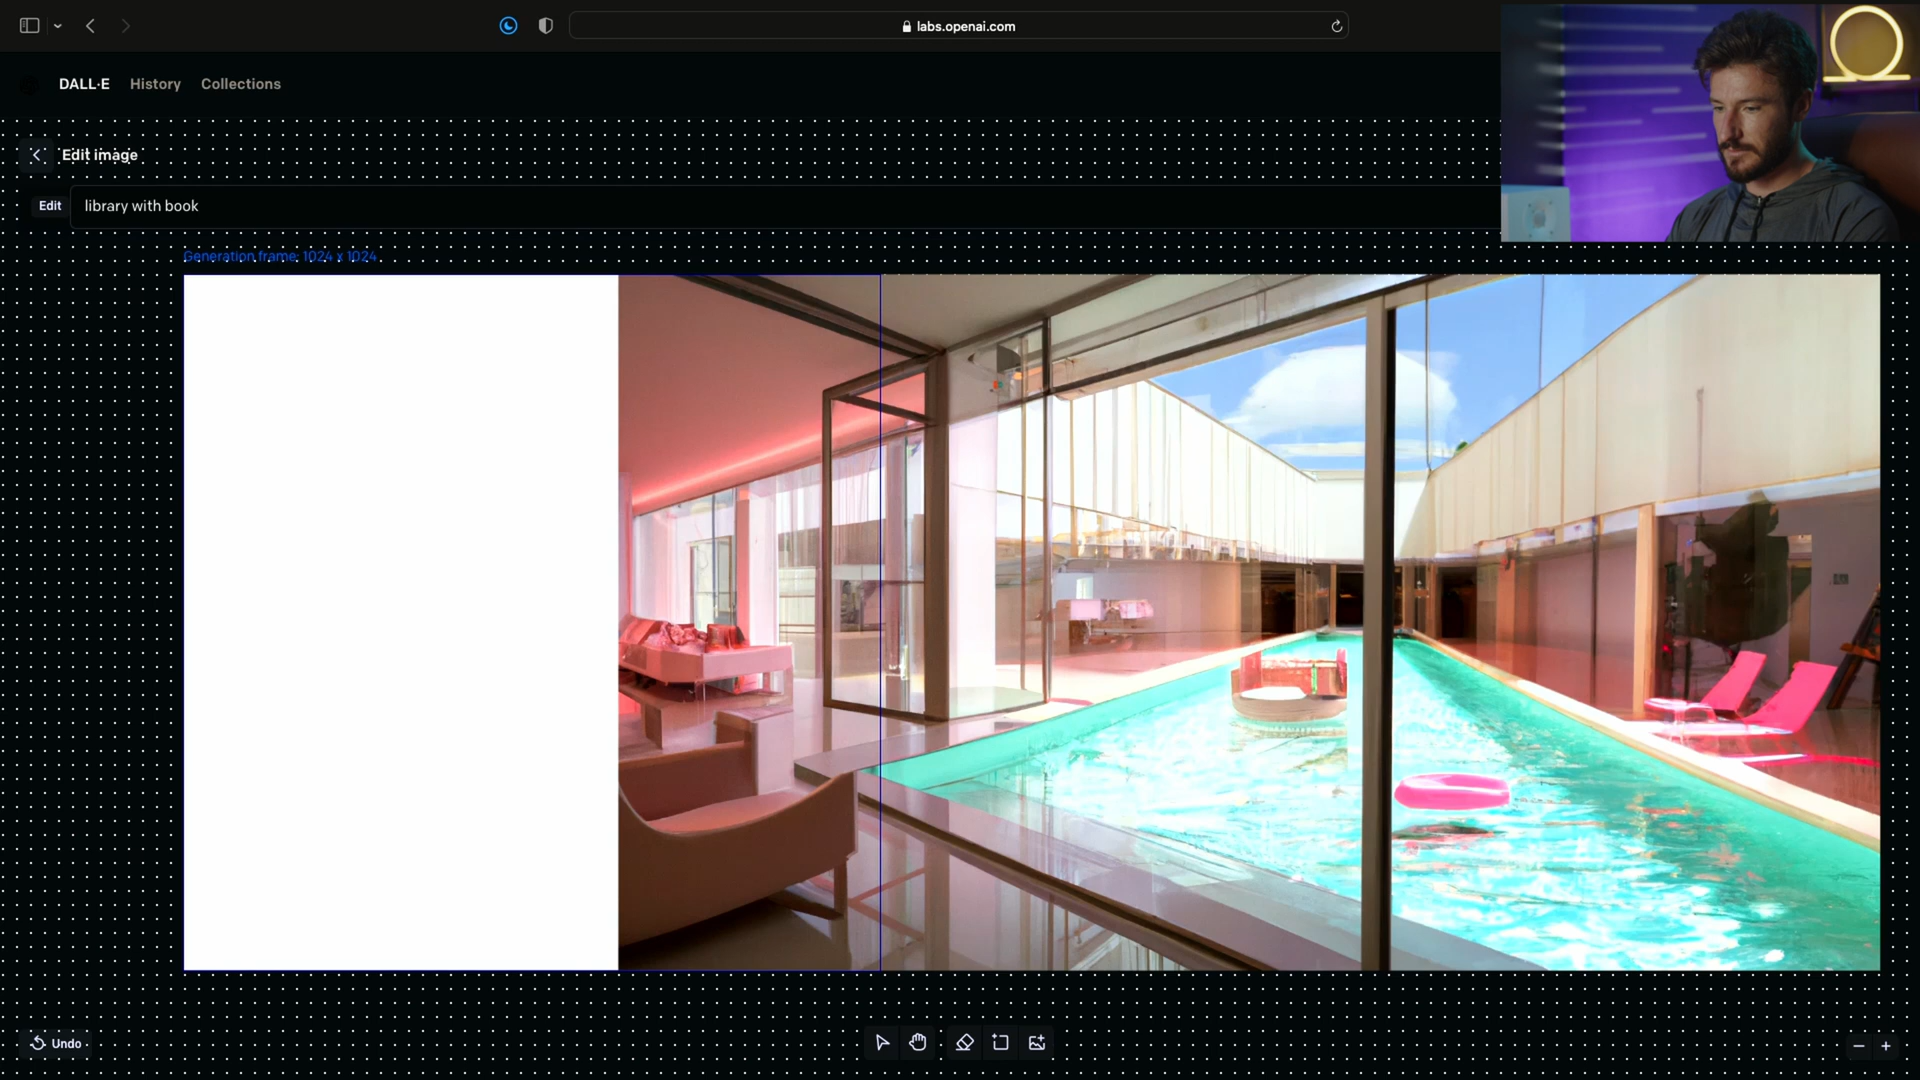 labs.openai.com
DALL·E History Collections
Edit image
Edit library with book
Generation frame: 1024 x 1024
Undo